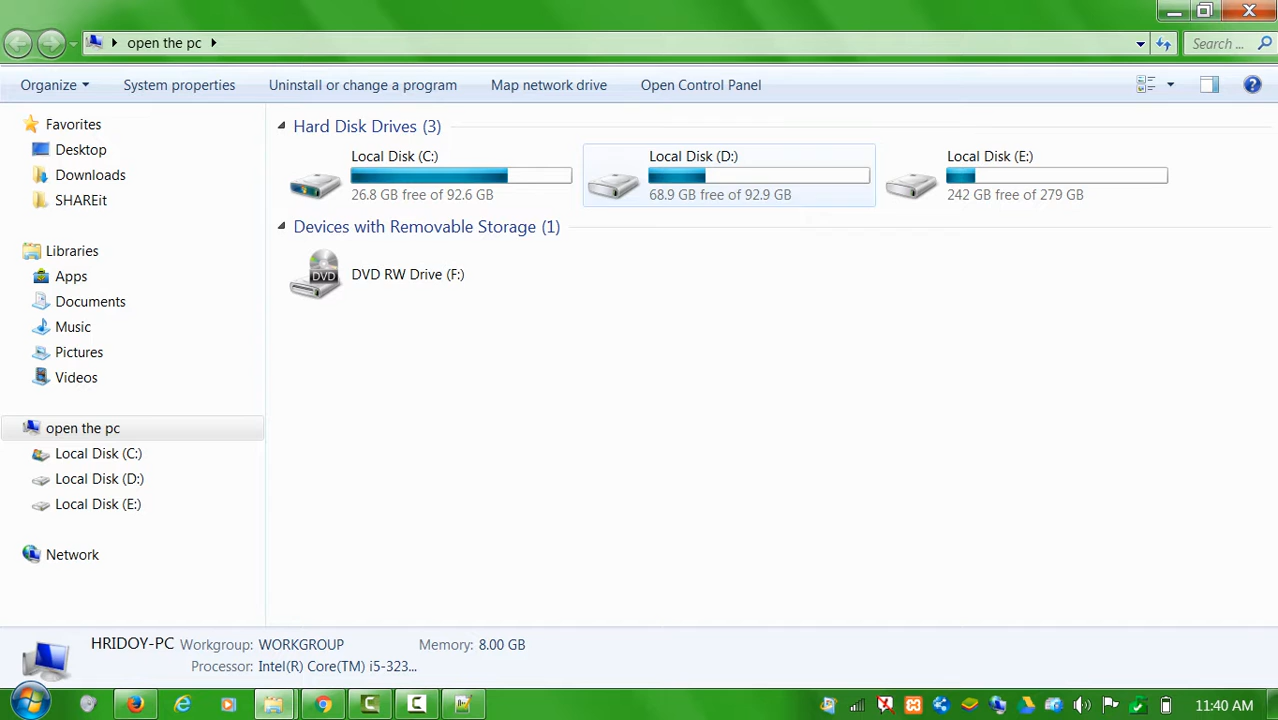 open the pc
Search ...
Organize System properties Uninstall or change a program Map network drive Open Control Panel
Favorites
Desktop
Downloads
SHAREit
Libraries
Apps
Documents
Music
Pictures
Videos
open the pc
Local Disk (C:)
Local Disk (D:)
Local Disk (E:)
Network
Hard Disk Drives (3)
Local Disk (C:)
26.8 GB free of 92.6 GB
Local Disk (D:)
68.9 GB free of 92.9 GB
Local Disk (E:)
242 GB free of 279 GB
Devices with Removable Storage (1)
DVD
DVD RW Drive (F:)
HRIDOY-PC Workgroup: WORKGROUP Memory: 8.00 GB
Processor: Intel(R) Core(TM) i5-323...
11:40 AM